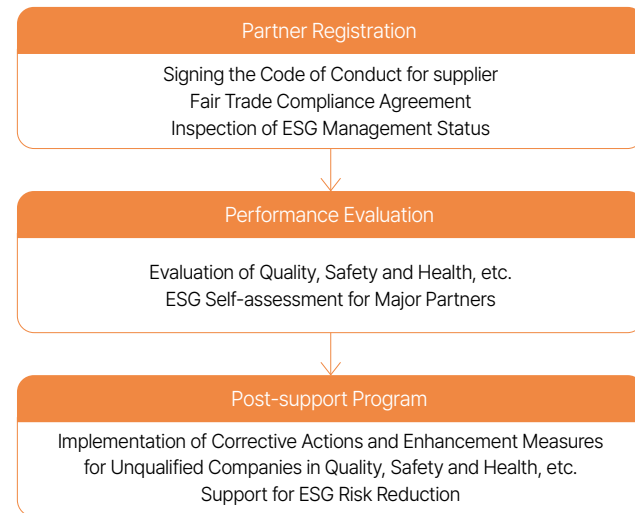 Partner Registration
Signing the Code of Conduct for supplier
Fair Trade Compliance Agreement
Inspection of ESG Management Status
Performance Evaluation
Evaluation of Quality, Safety and Health, etc.
ESG Self-assessment for Major Partners
Post-support Program
Implementation of Corrective Actions and Enhancement Measures
for Unqualified Companies in Quality, Safety and Health, etc.
Support for ESG Risk Reduction